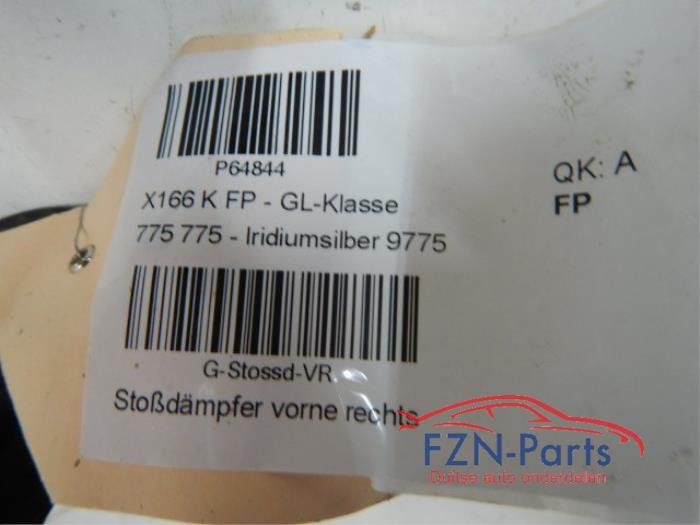 P64844
X166 K FP - GL-Klasse
775 775 - Iridiumsilber 9775
QK: A
FP
G-Stossd-VR
Stoßdämpfer vorne rechts
FZN-Parts
Duitse auto onderdelen